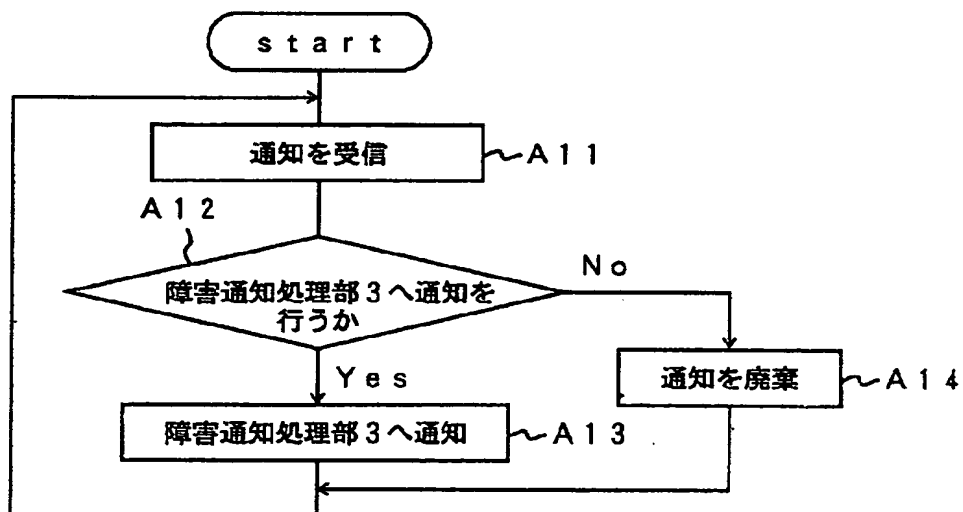 ｓｔａｒｔ
通知を受信
Ａ１１
Ａ１２
障害通知処理部３へ通知を
行うか
Ｎｏ
Ｙｅｓ
通知を廃棄
Ａ１４
障害通知処理部３へ通知
Ａ１３